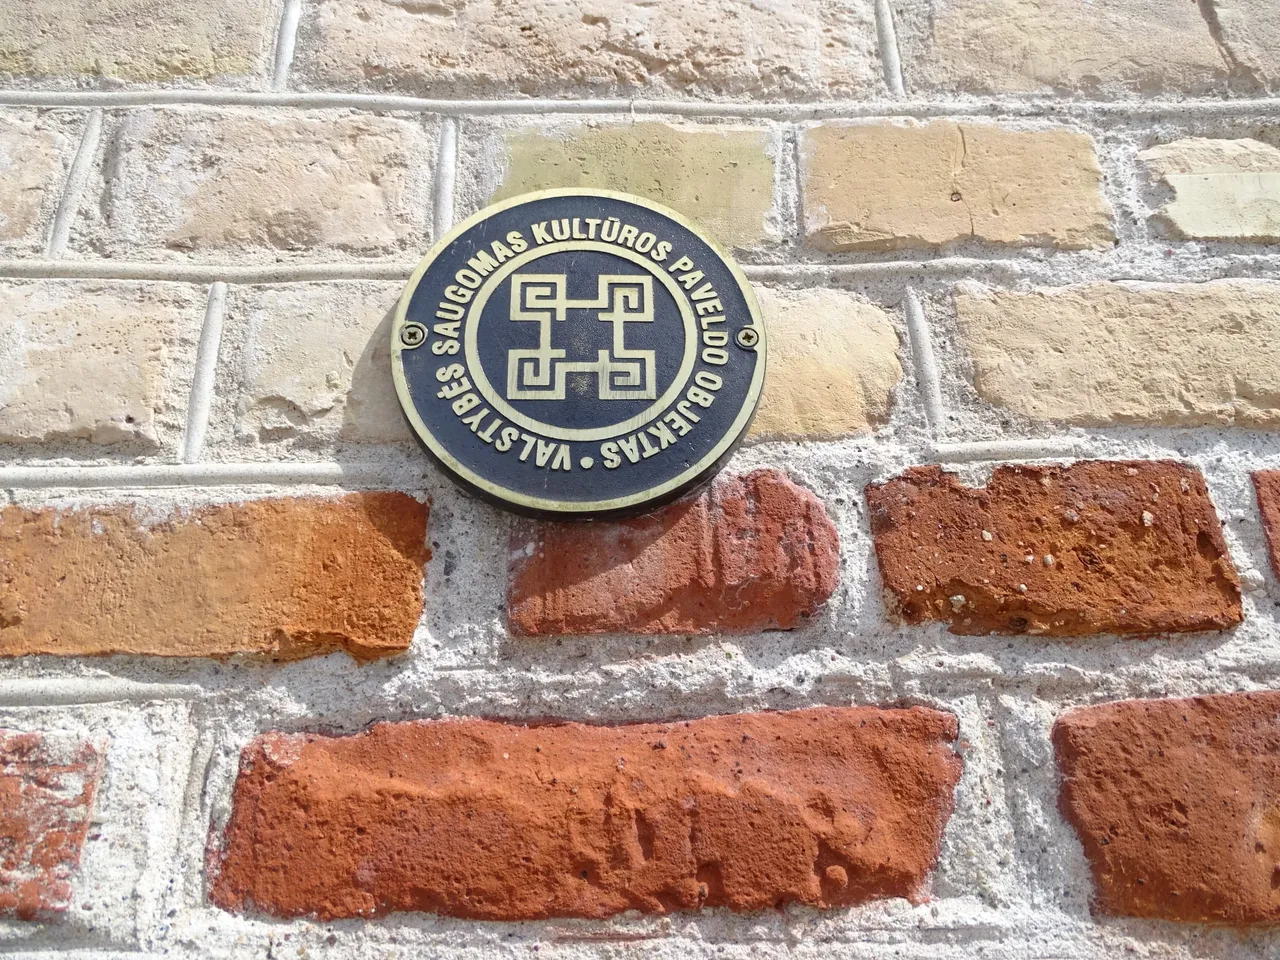 VALSTYBĖS SAUGOMAS KULTŪROS PAVELDO OBJEKTAS •